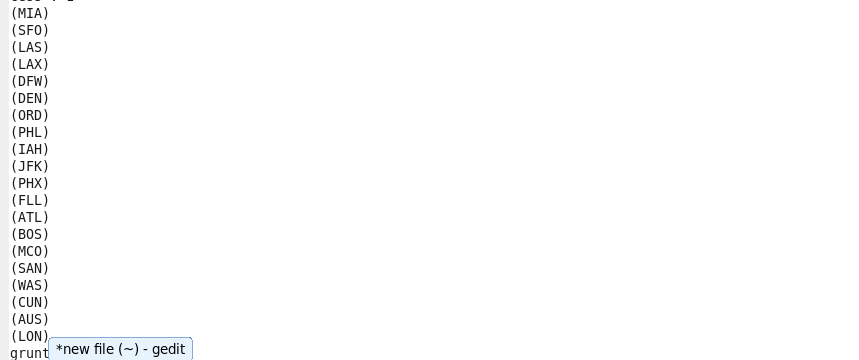 (MIA)
(SFO)
(LAS)
(LAX)
(DFW)
(DEN)
(ORD)
(PHL)
(IAH)
(JFK)
(PHX)
(FLL)
(ATL)
(BOS)
(MCO)
(SAN)
(WAS)
(CUN)
(AUS)
(LON)
grunt
*new file (~) - gedit